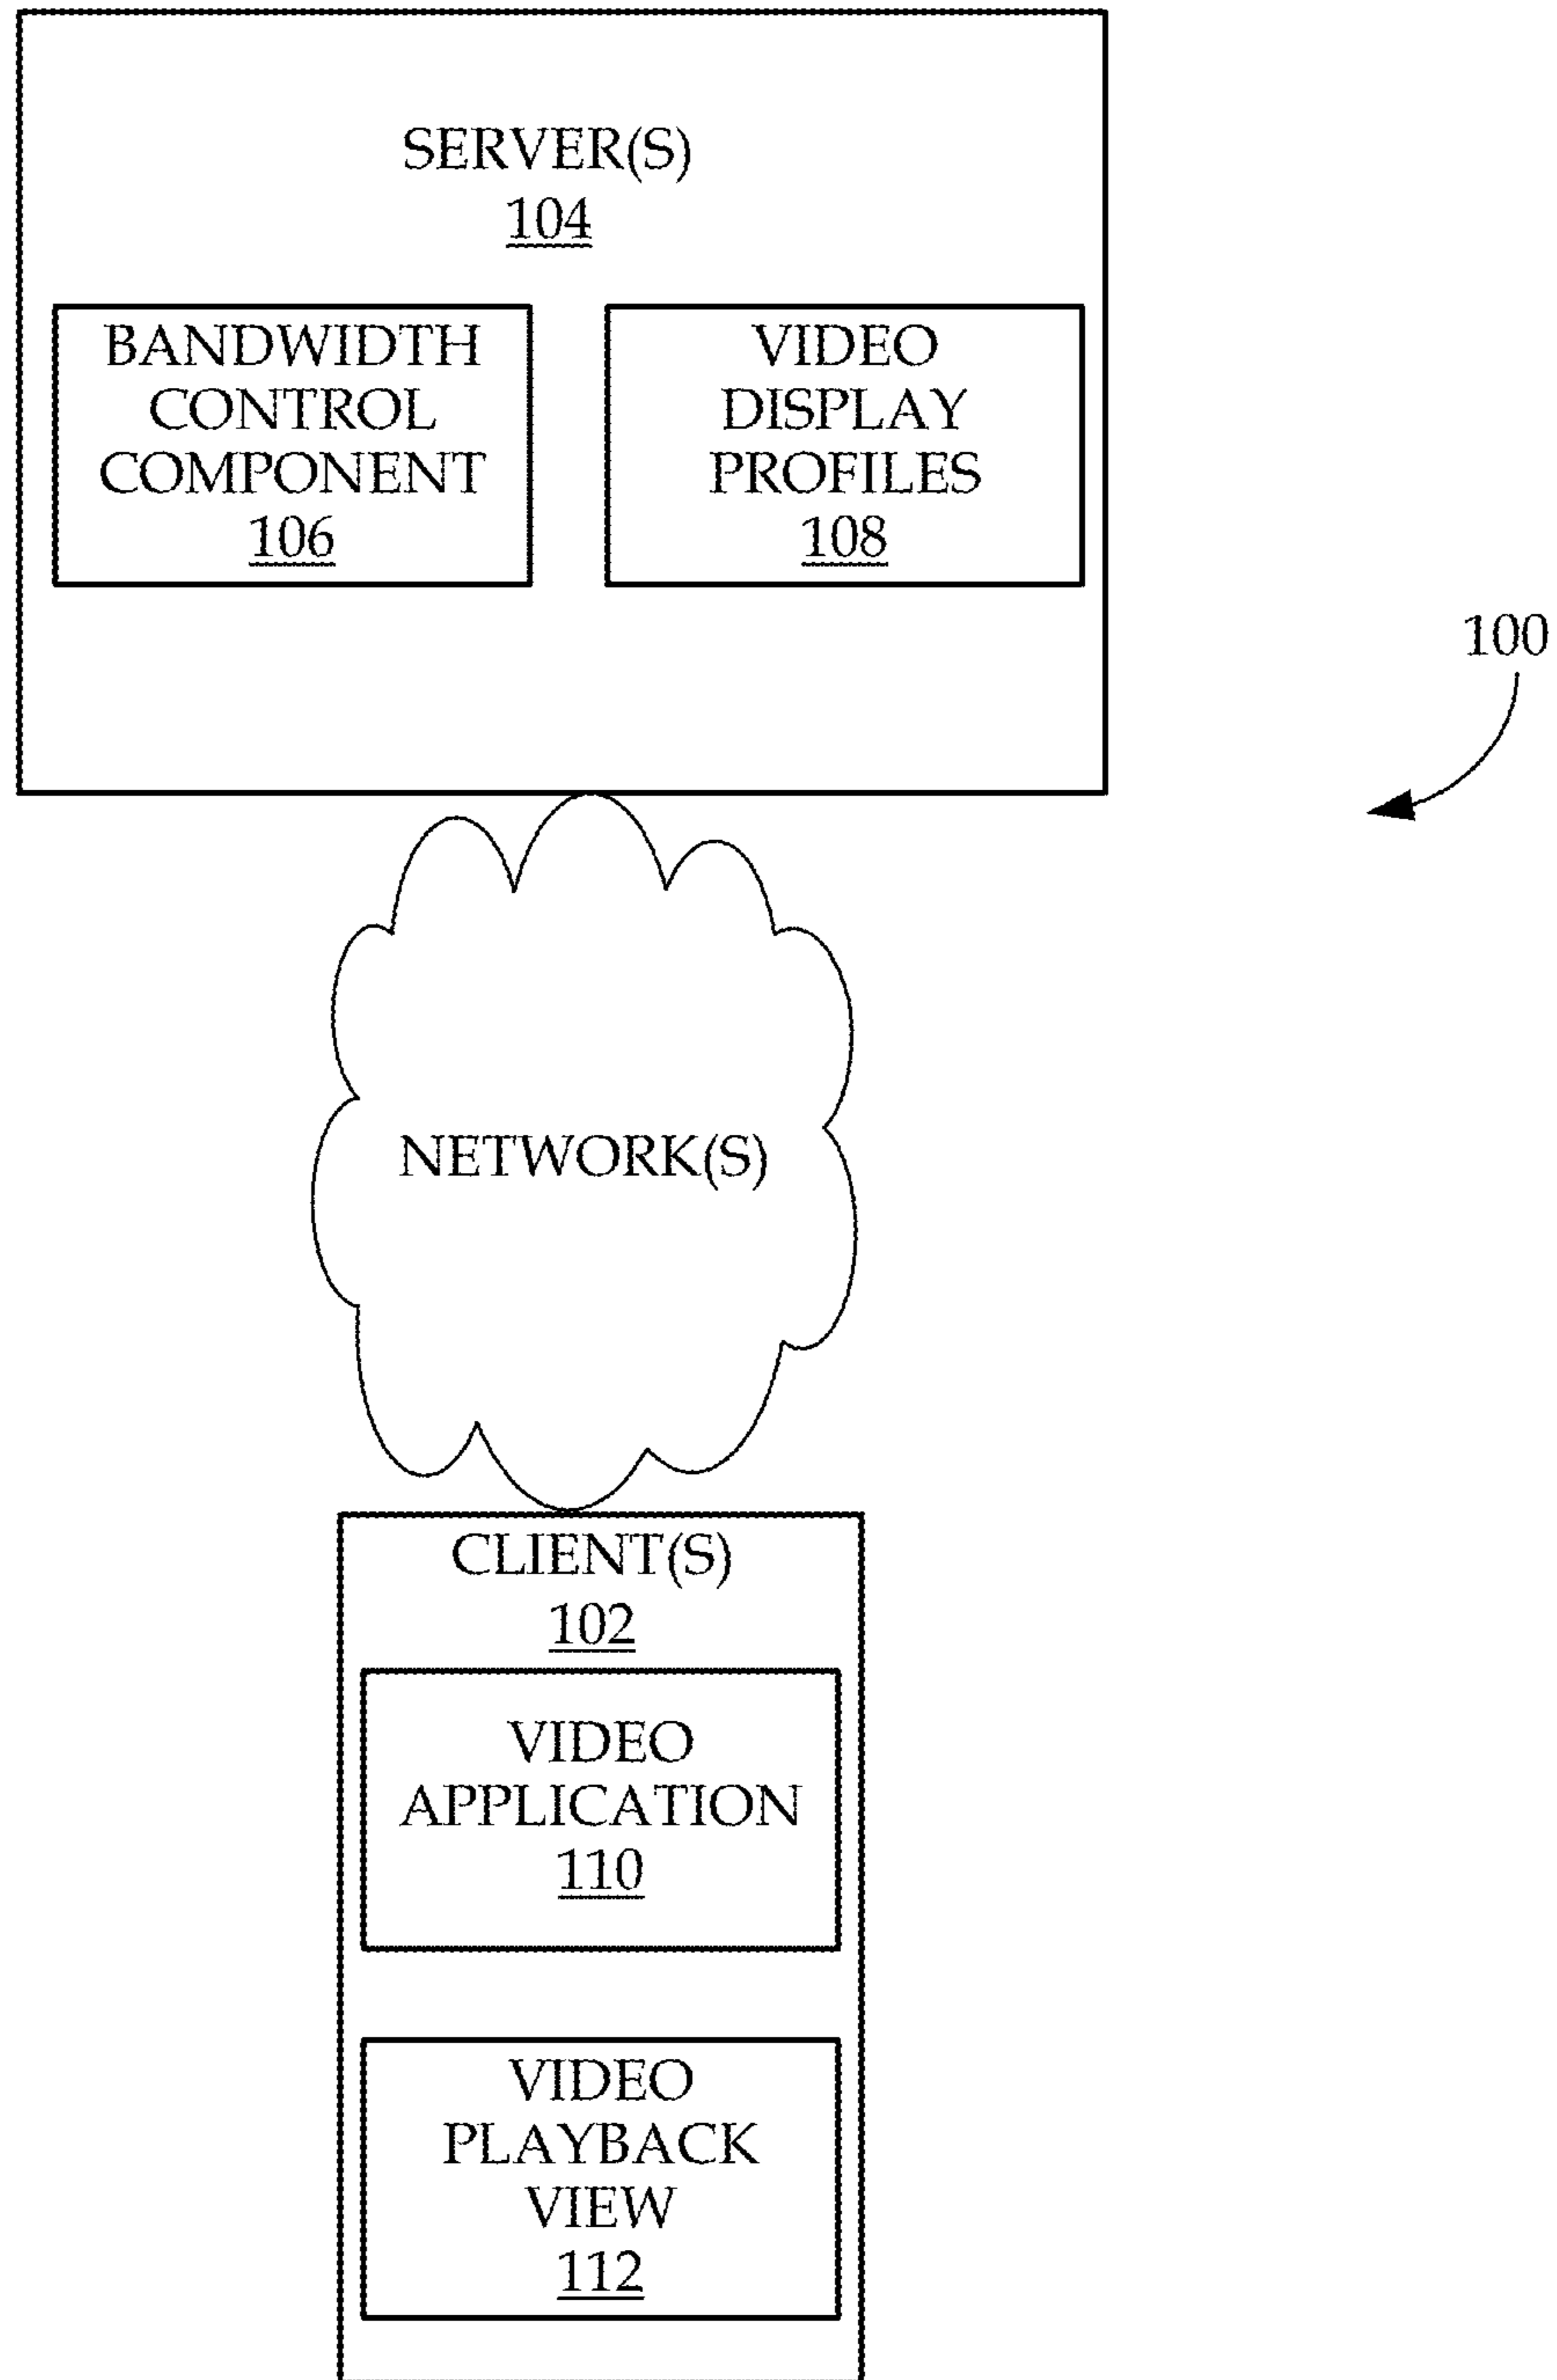 SERVER(S)
104
BANDWIDTH
CONTROL
COMPONENT
106
VIDEO
DISPLAY
PROFILES
108
100
NETWORK(S)
CLIENT(S)
102
VIDEO
APPLICATION
110
VIDEO
PLAYBACK
VIEW
112